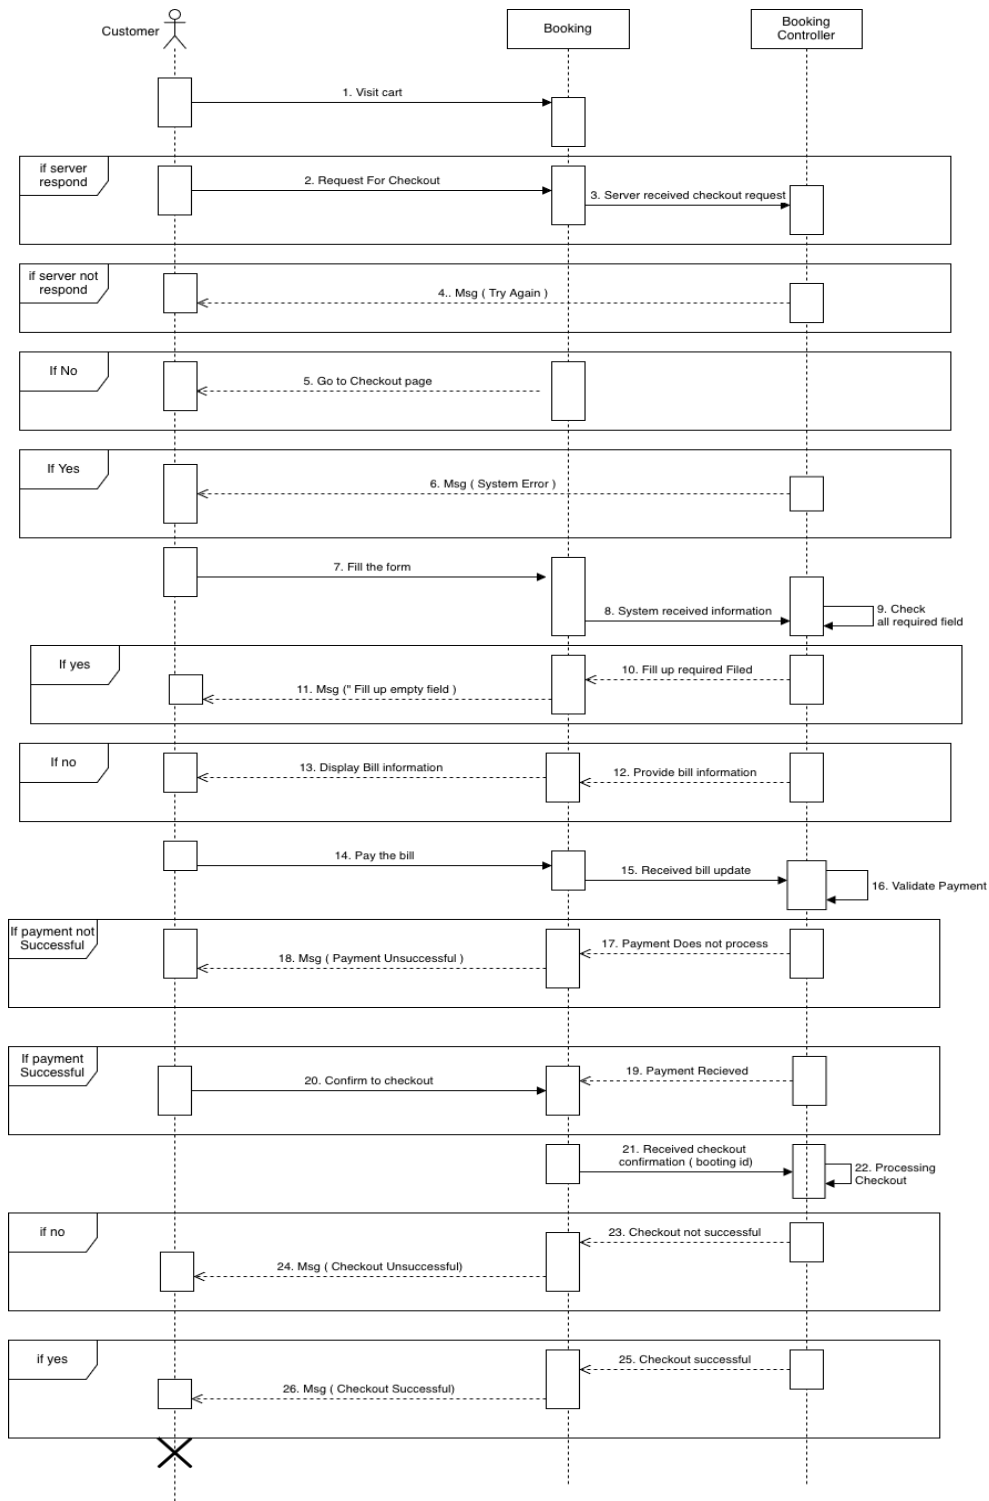 Customer
Booking
Booking
Controller
1. Visit cart
if server
respond
2. Request For Checkout
3. Server received checkout request
if server not
respond
4.. Msg ( Try Again )
If No
5. Go to Checkout page
If Yes
6. Msg ( System Error )
7. Fill the form
8. System received information
9. Check
all required field
If yes
10. Fill up required Filed
11. Msg (" Fill up empty field )
If no
13. Display Bill information
12. Provide bill information
14. Pay the bill
15. Received bill update
16. Validate Payment
If payment not
Successful
17. Payment Does not process
18. Msg ( Payment Unsuccessful )
If payment
Successful
19. Payment Recieved
20. Confirm to checkout
21. Received checkout
confirmation ( booting id)
22. Processing
Checkout
if no
23. Checkout not successful
24. Msg ( Checkout Unsuccessful)
if yes
25. Checkout successful
26. Msg ( Checkout Successful)